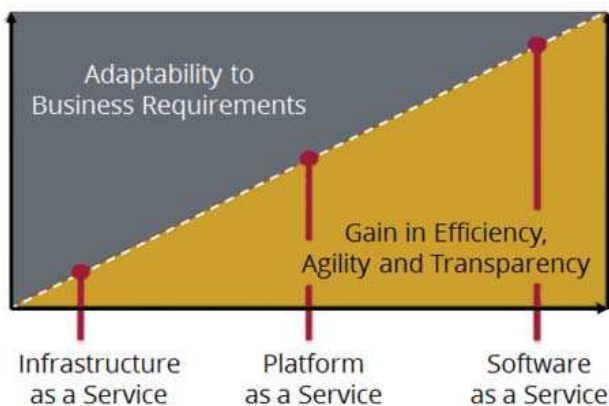 Adaptability to
Business Requirements
Gain in Efficiency,
Agility and Transparency
Infrastructure
as a Service
Platform
as a Service
Software
as a Service